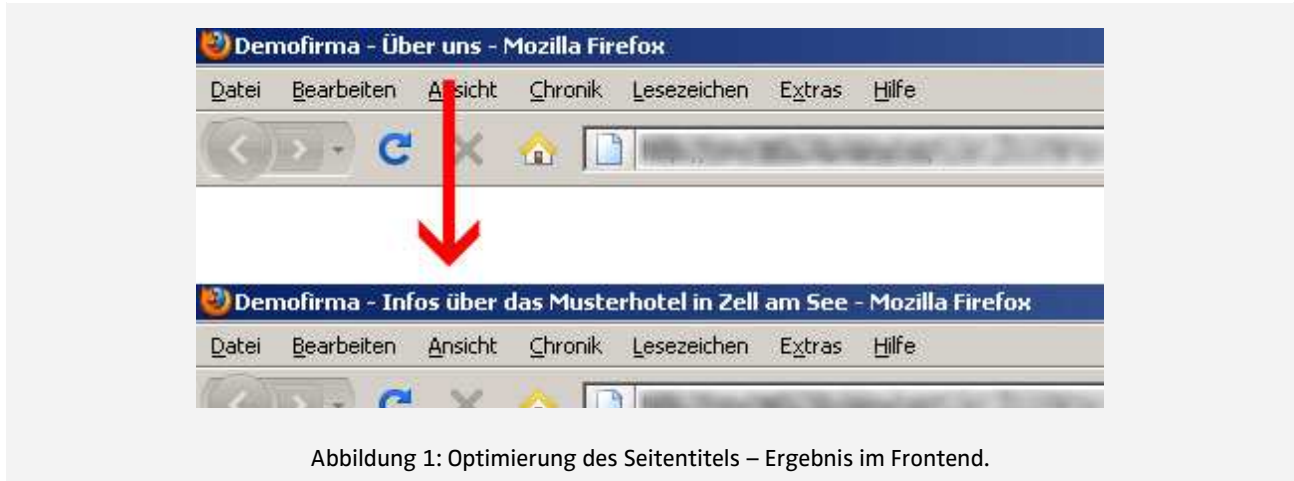 Demofirma - Über uns - Mozilla Firefox
Datei Bearbeiten Ansicht Chronik Lesezeichen Extras Hilfe
Demofirma - Infos über das Musterhotel in Zell am See - Mozilla Firefox
Datei Bearbeiten Ansicht Chronik Lesezeichen Extras Hilfe
Abbildung 1: Optimierung des Seitentitels – Ergebnis im Frontend.